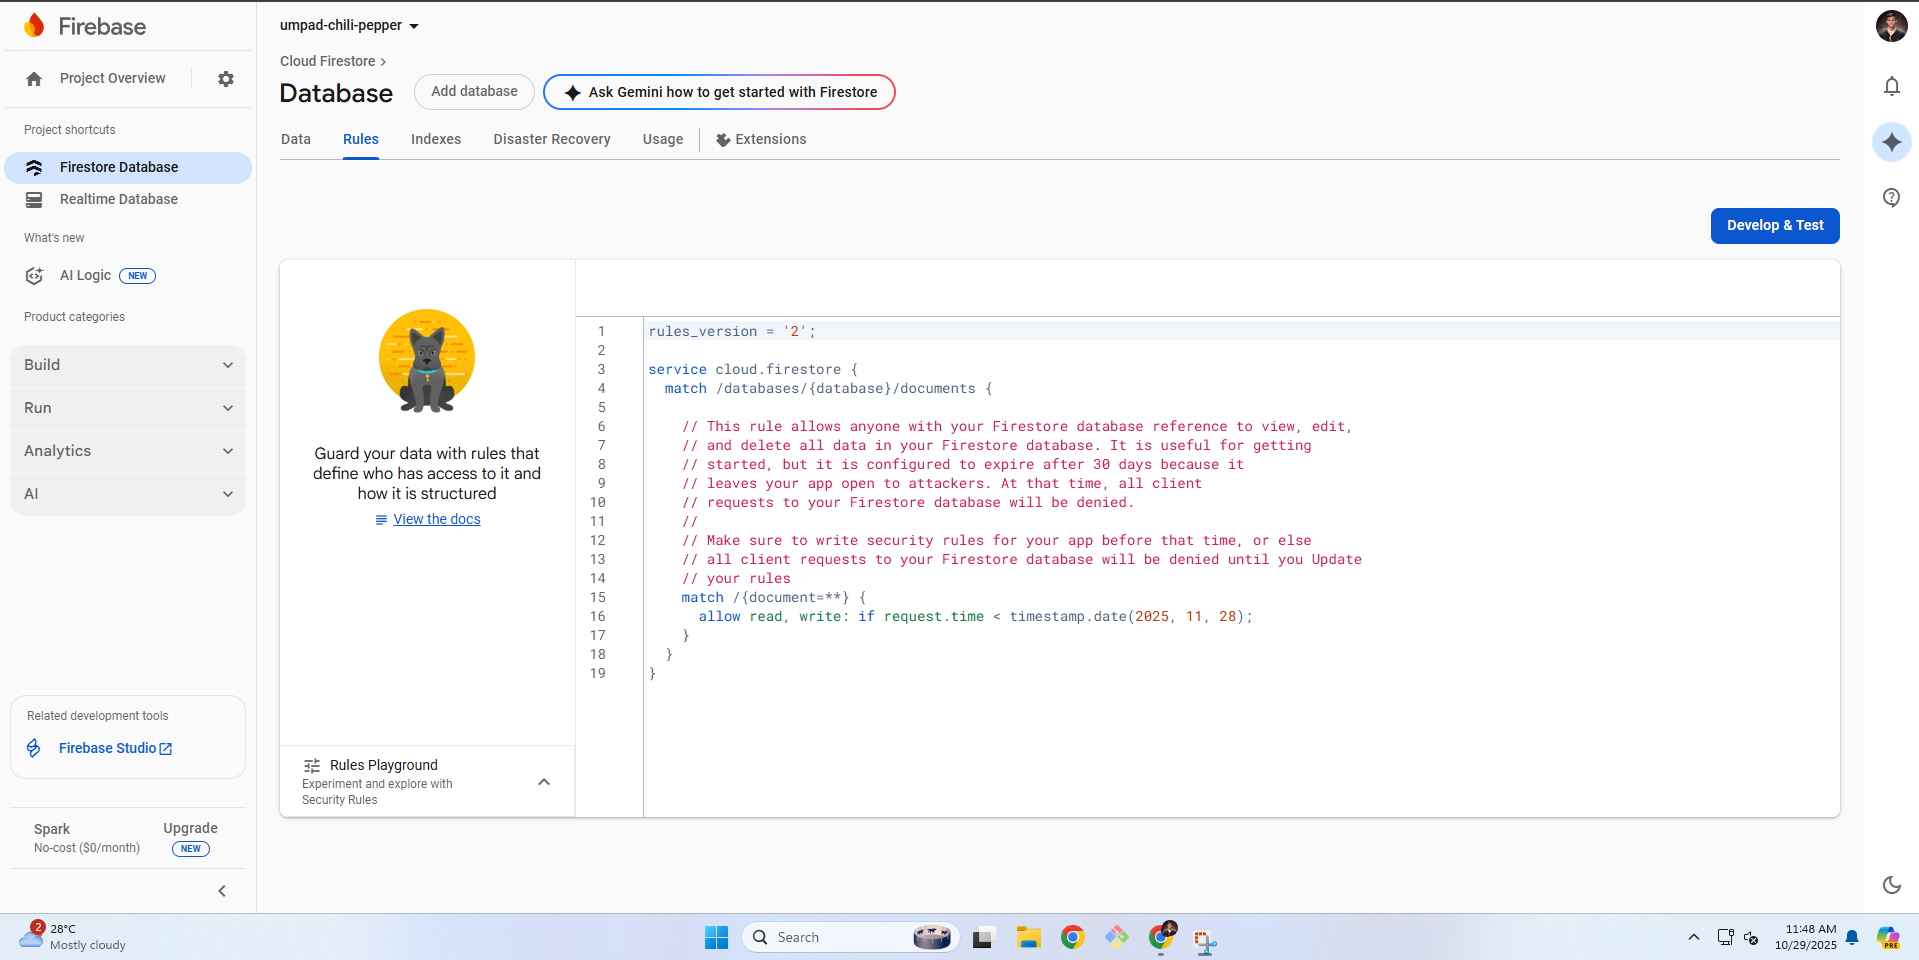 Firebase
Project Overview
Project shortcuts
Firestore Database
Realtime Database
What's new
AI Logic NEW
Product categories
Build
Run
Analytics
AI
Related development tools
Firebase Studio
Spark
No-cost ($0/month)
Upgrade
NEW
umpad-chili-pepper
Cloud Firestore
Database
Add database
Ask Gemini how to get started with Firestore
Data Rules Indexes Disaster Recovery Usage Extensions
Develop & Test
Guard your data with rules that
define who has access to it and
how it is structured
View the docs
Rules Playground
Experiment and explore with
Security Rules
1 rules_version = '2';
2
3 service cloud.firestore {
4 match /databases/{database}/documents {
5
6 // This rule allows anyone with your Firestore database reference to view, edit,
7 // and delete all data in your Firestore database. It is useful for getting
8 // started, but it is configured to expire after 30 days because it
9 // leaves your app open to attackers. At that time, all client
10 // requests to your Firestore database will be denied.
11 //
12 // Make sure to write security rules for your app before that time, or else
13 // all client requests to your Firestore database will be denied until you Update
14 // your rules
15 match /{document=**} {
16 allow read, write: if request.time < timestamp.date(2025, 11, 28);
17 }
18 }
19 }
2
28°C
Mostly cloudy
Search
11:48 AM
10/29/2025
PRE